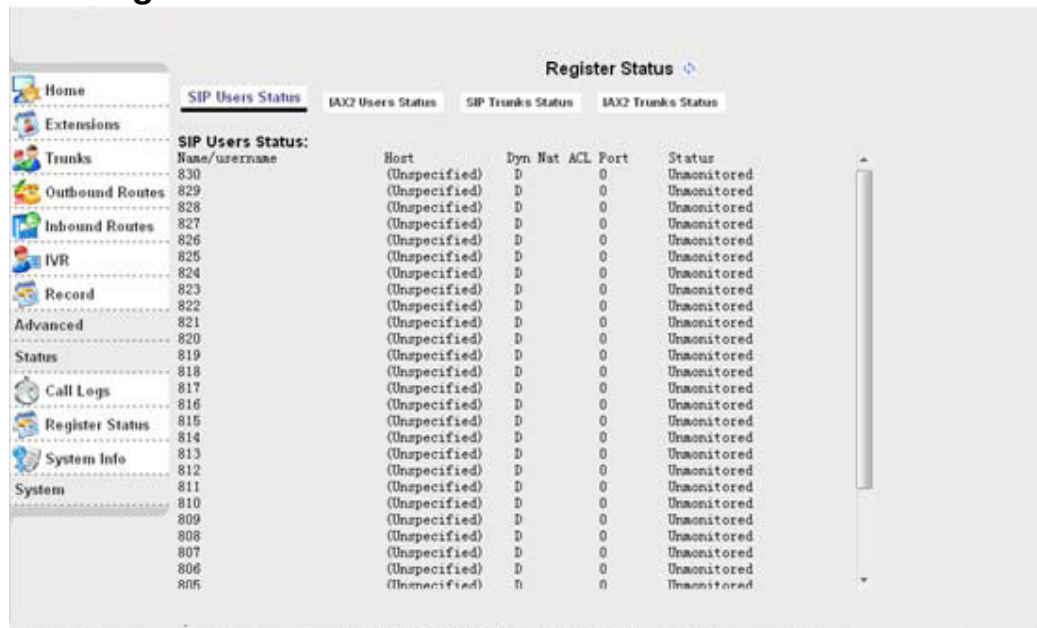 Register Status
Home
Extensions
Trunks
Outbound Routes
Inbound Routes
IVR
Record
Advanced
Status
Call Logs
Register Status
System Info
System
SIP Users Status
IAX2 Users Status
SIP Trunks Status
IAX2 Trunks Status
SIP Users Status:
Name/username Host Dyn Nat ACL Port Status
830 (Unspecified) D 0 Unmonitored
829 (Unspecified) D 0 Unmonitored
828 (Unspecified) D 0 Unmonitored
827 (Unspecified) D 0 Unmonitored
826 (Unspecified) D 0 Unmonitored
825 (Unspecified) D 0 Unmonitored
824 (Unspecified) D 0 Unmonitored
823 (Unspecified) D 0 Unmonitored
822 (Unspecified) D 0 Unmonitored
821 (Unspecified) D 0 Unmonitored
820 (Unspecified) D 0 Unmonitored
819 (Unspecified) D 0 Unmonitored
818 (Unspecified) D 0 Unmonitored
817 (Unspecified) D 0 Unmonitored
816 (Unspecified) D 0 Unmonitored
815 (Unspecified) D 0 Unmonitored
814 (Unspecified) D 0 Unmonitored
813 (Unspecified) D 0 Unmonitored
812 (Unspecified) D 0 Unmonitored
811 (Unspecified) D 0 Unmonitored
810 (Unspecified) D 0 Unmonitored
809 (Unspecified) D 0 Unmonitored
808 (Unspecified) D 0 Unmonitored
807 (Unspecified) D 0 Unmonitored
806 (Unspecified) D 0 Unmonitored
805 (Unspecified) D 0 Unmonitored